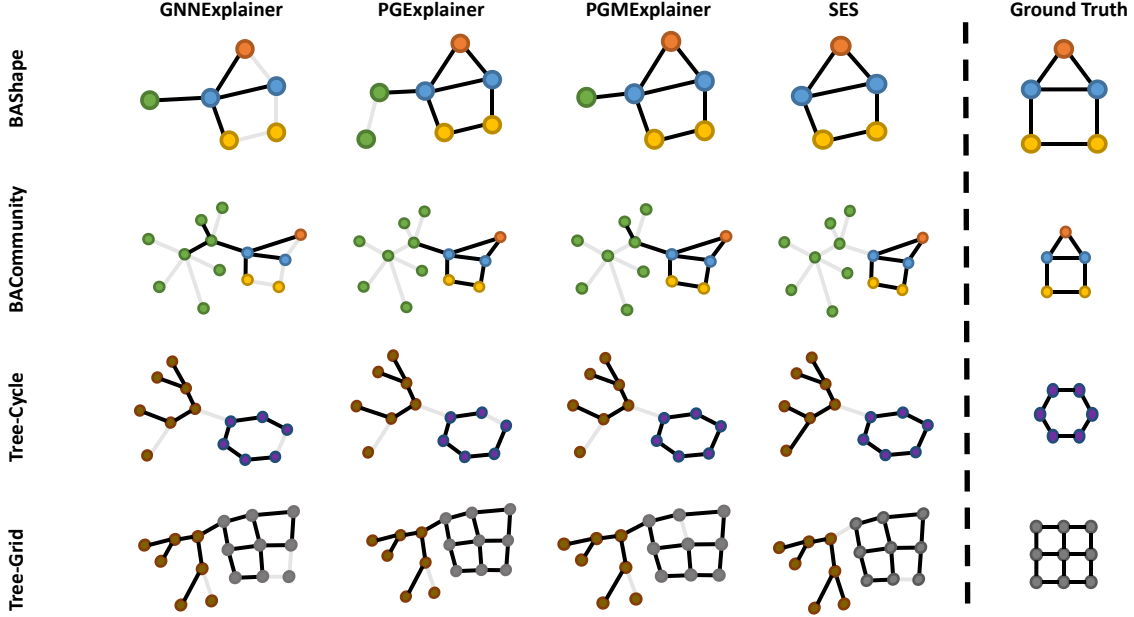 GNNExplainer PGExplainer PGMExplainer SES Ground Truth
BAShape
BACommunity
Tree-Cycle
Tree-Grid